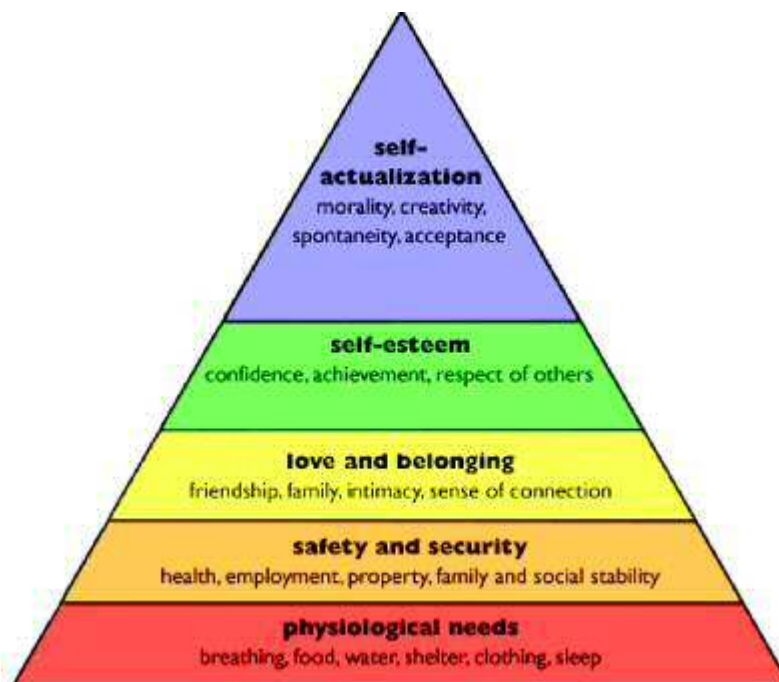 self-
actualization
morality, creativity,
spontaneity, acceptance
self-esteem
confidence, achievement, respect of others
love and belonging
friendship, family, intimacy, sense of connection
safety and security
health, employment, property, family and social stability
physiological needs
breathing, food, water, shelter, clothing, sleep